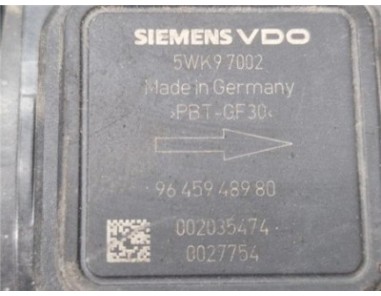 SIEMENS VDO
5WK9 7002
Made in Germany
>PBT-GF30<
96 459 489 80
002035474
0027754